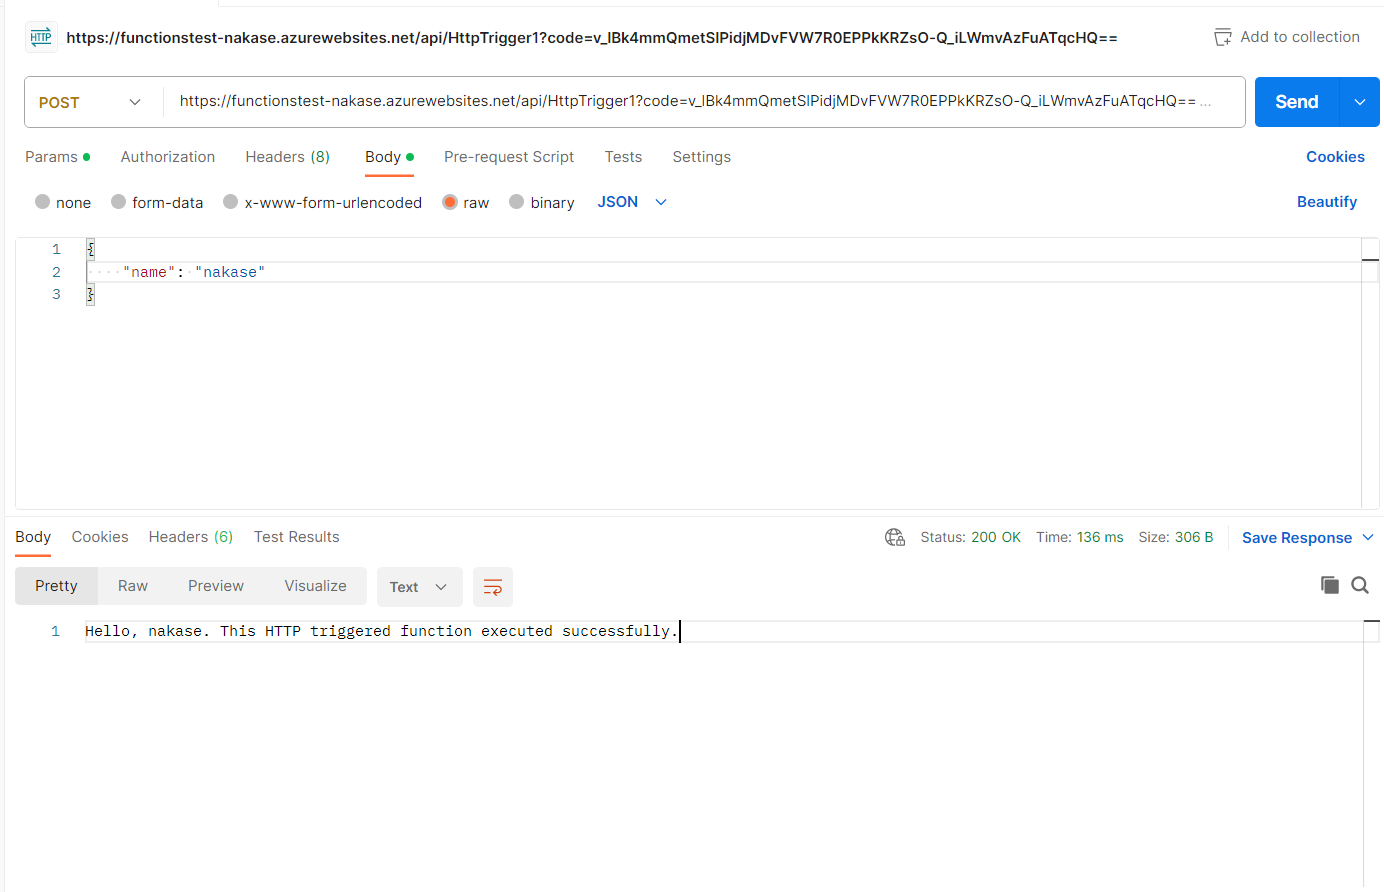 HTTP https://functionstest-nakase.azurewebsites.net/api/HttpTrigger1?code=v_lBk4mmQmetSlPidjMDvFVW7R0EPPkKRZsO-Q_iLWmvAzFuATqcHQ== Add to collection
POST https://functionstest-nakase.azurewebsites.net/api/HttpTrigger1?code=v_lBk4mmQmetSlPidjMDvFVW7R0EPPkKRZsO-Q_iLWmvAzFuATqcHQ== ... Send
Params Authorization Headers (8) Body Pre-request Script Tests Settings Cookies
none form-data x-www-form-urlencoded raw binary JSON Beautify
1 {
2 "name": "nakase"
3 }
Body Cookies Headers (6) Test Results Status: 200 OK Time: 136 ms Size: 306 B Save Response
Pretty Raw Preview Visualize Text
1 Hello, nakase. This HTTP triggered function executed successfully.